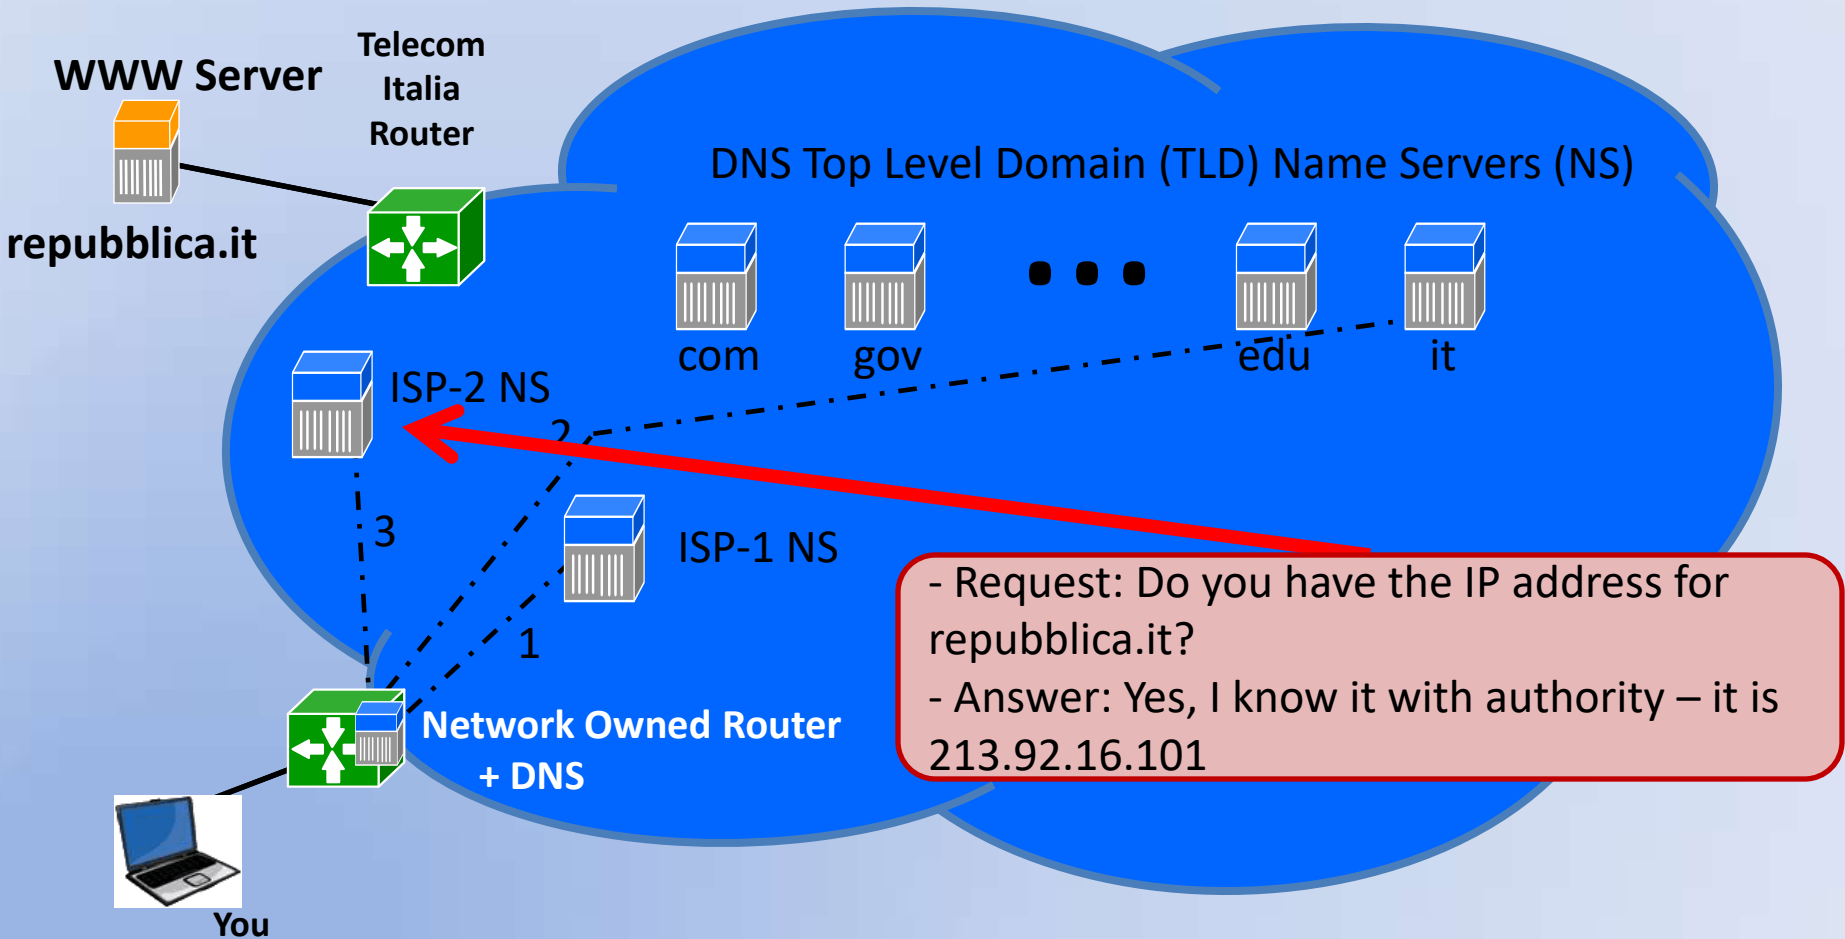 WWW Server
repubblica.it
Telecom
Italia
Router
DNS Top Level Domain (TLD) Name Servers (NS)
com
gov
edu
it
ISP-2 NS
2
3
ISP-1 NS
1
- Request: Do you have the IP address for
repubblica.it?
- Answer: Yes, I know it with authority – it is
213.92.16.101
Network Owned Router
+ DNS
You